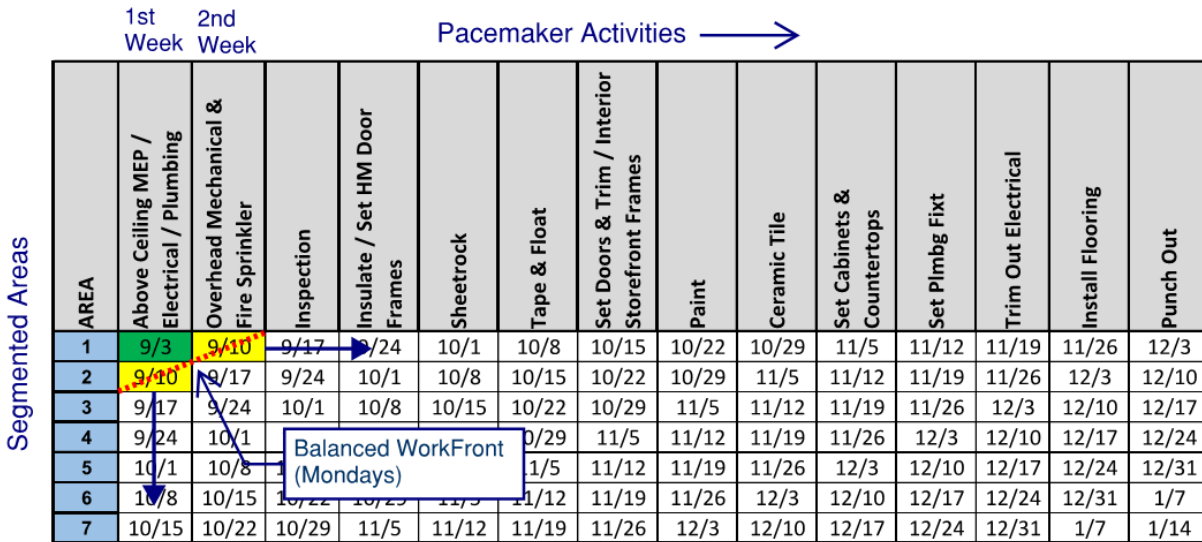 1st Week
2nd Week
Pacemaker Activities
Segmented Areas
AREA
Above Ceiling MEP /
Electrical / Plumbing
Overhead Mechanical &
Fire Sprinkler
Inspection
Insulate / Set HM Door
Frames
Sheetrock
Tape & Float
Set Doors & Trim / Interior
Storefront Frames
Paint
Ceramic Tile
Set Cabinets &
Countertops
Set Plmbg Fixt
Trim Out Electrical
Install Flooring
Punch Out
1 9/3 9/10 9/17 9/24 10/1 10/8 10/15 10/22 10/29 11/5 11/12 11/19 11/26 12/3
2 9/10 9/17 9/24 10/1 10/8 10/15 10/22 10/29 11/5 11/12 11/19 11/26 12/3 12/10
3 9/17 9/24 10/1 10/8 10/15 10/22 10/29 11/5 11/12 11/19 11/26 12/3 12/10 12/17
4 9/24 10/1 10/29 11/5 11/12 11/19 11/26 12/3 12/10 12/17 12/24
Balanced WorkFront
(Mondays)
5 10/1 10/8 11/5 11/12 11/19 11/26 12/3 12/10 12/17 12/24 12/31
6 10/8 10/15 10/22 10/29 11/5 11/12 11/19 11/26 12/3 12/10 12/17 12/24 12/31 1/7
7 10/15 10/22 10/29 11/5 11/12 11/19 11/26 12/3 12/10 12/17 12/24 12/31 1/7 1/14